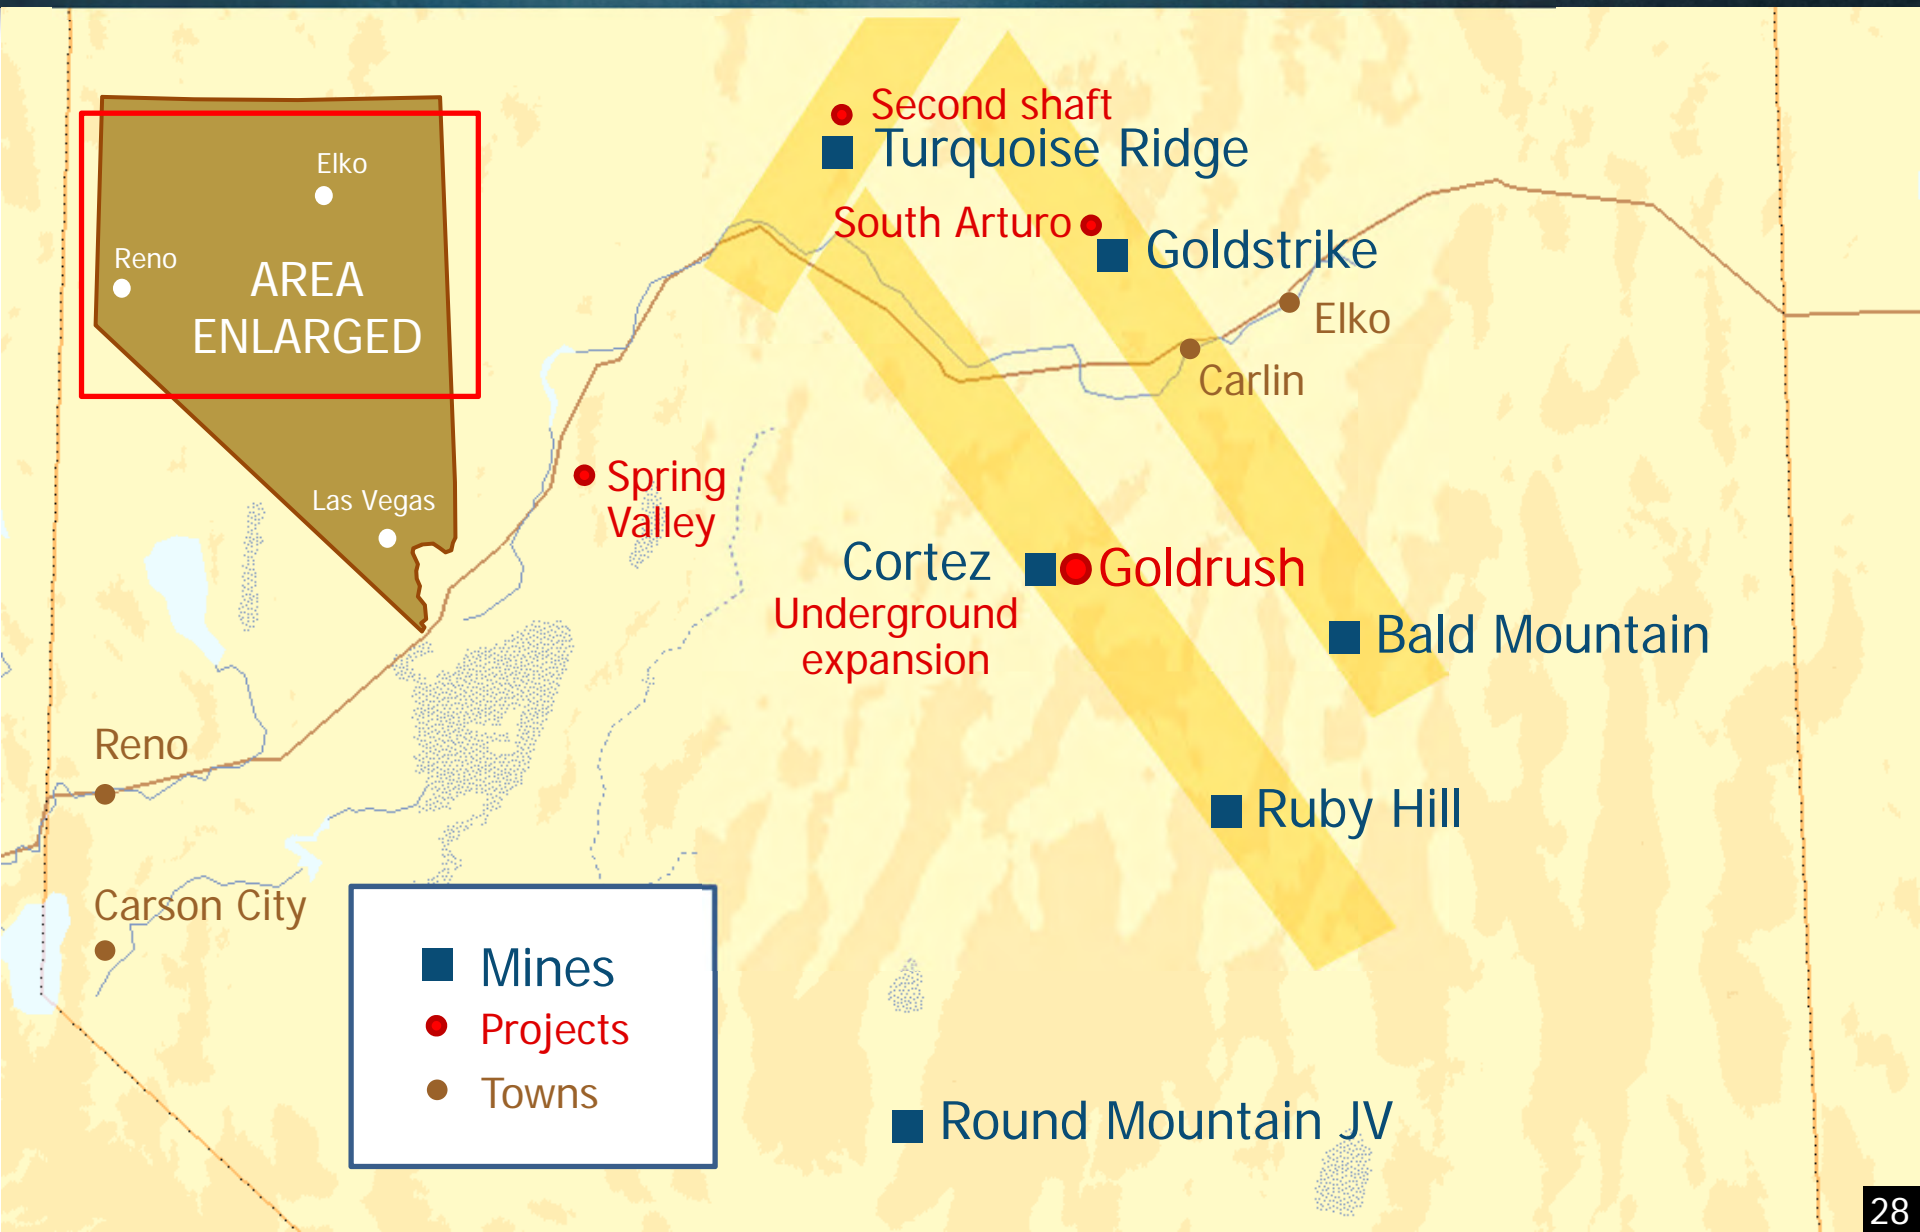 Second shaft
Turquoise Ridge
Elko
South Arturo
Goldstrike
Reno
AREA
ENLARGED
Elko
Carlin
Spring
Valley
Las Vegas
Cortez
Goldrush
Underground
expansion
Bald Mountain
Reno
Ruby Hill
Carson City
Mines
Projects
Towns
Round Mountain JV
28